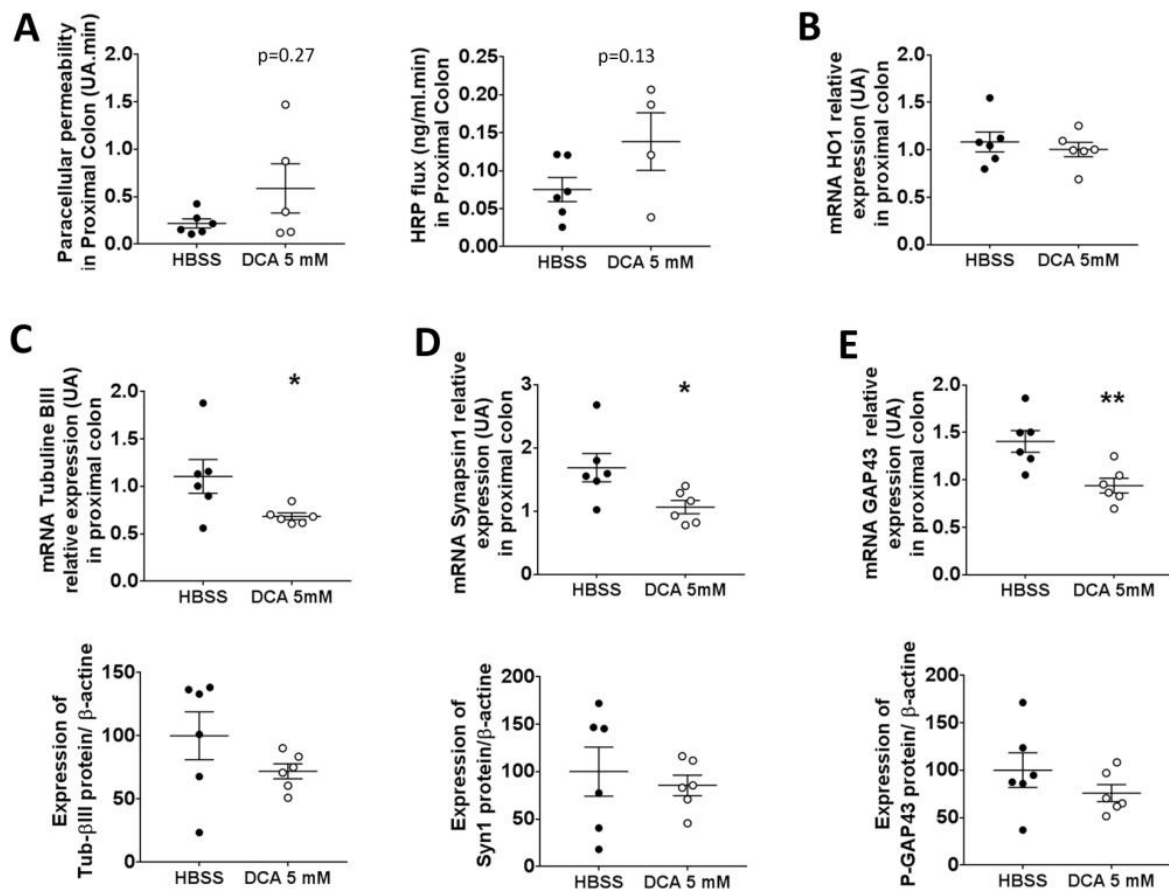 A
Paracellular permeability
in Proximal Colon (UA.min)
2.0
1.5
1.0
0.5
0.0
p=0.27
HBSS
DCA 5 mM
HRP flux (ng/ml.min)
in Proximal Colon
0.25
0.20
0.15
0.10
0.05
0.00
p=0.13
HBSS
DCA 5 mM
B
mRNA HO1 relative
expression (UA)
in proximal colon
2.0
1.5
1.0
0.5
0.0
HBSS
DCA 5mM
C
mRNA Tubuline BIII
relative expression (UA)
in proximal colon
2.0
1.5
1.0
0.5
0.0
*
HBSS
DCA 5mM
D
mRNA Synapsin1 relative
expression (UA)
in proximal colon
3
2
1
0
*
HBSS
DCA 5mM
E
mRNA GAP43 relative
expression (UA)
in proximal colon
2.0
1.5
1.0
0.5
0.0
**
HBSS
DCA 5mM
Expression of
Tub-βIII protein/ β-actine
150
100
50
0
HBSS
DCA 5 mM
Expression of
Syn1 protein/β-actine
200
150
100
50
0
HBSS
DCA 5 mM
Expression of
P-GAP43 protein/ β-actine
200
150
100
50
0
HBSS
DCA 5 mM